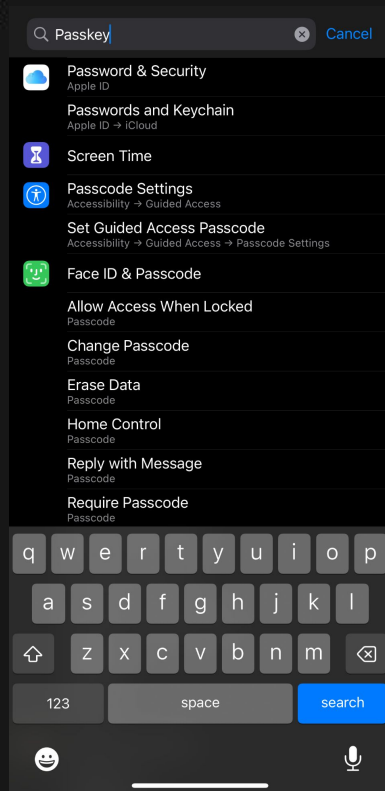 Passkey
Cancel
Password & Security
Apple ID
Passwords and Keychain
Apple ID → iCloud
Screen Time
Passcode Settings
Accessibility → Guided Access
Set Guided Access Passcode
Accessibility → Guided Access → Passcode Settings
Face ID & Passcode
Allow Access When Locked
Passcode
Change Passcode
Passcode
Erase Data
Passcode
Home Control
Passcode
Reply with Message
Passcode
Require Passcode
Passcode
q w e r t y u i o p
a s d f g h j k l
z x c v b n m
123 space search